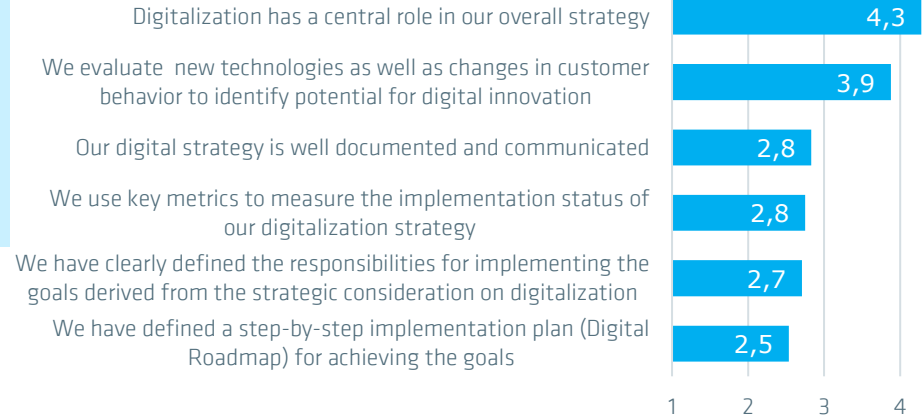 Digitalization has a central role in our overall strategy
4,3
We evaluate new technologies as well as changes in customer
behavior to identify potential for digital innovation
3,9
Our digital strategy is well documented and communicated
2,8
We use key metrics to measure the implementation status of
our digitalization strategy
2,8
We have clearly defined the responsibilities for implementing the
goals derived from the strategic consideration on digitalization
2,7
We have defined a step-by-step implementation plan (Digital
Roadmap) for achieving the goals
2,5
1 2 3 4